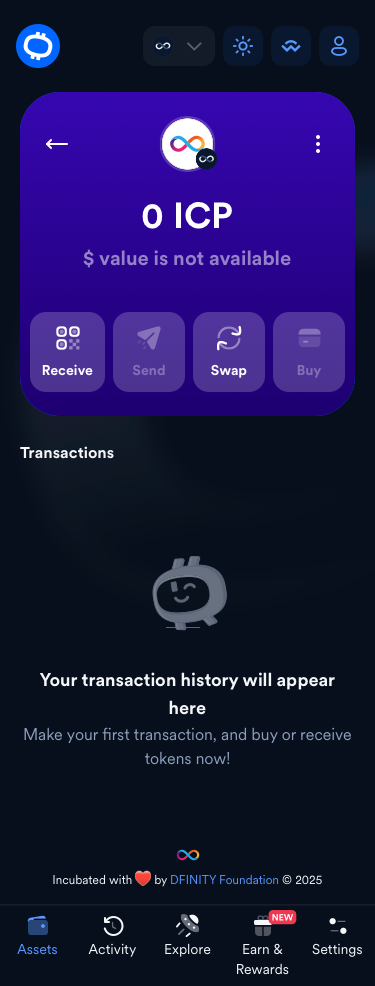 0 ICP
$ value is not available
Receive
Send
Swap
Buy
Transactions
Your transaction history will appear
here
Make your first transaction, and buy or receive
tokens now!
Incubated with ❤️ by DFINITY Foundation © 2025
NEW
Assets
Activity
Explore
Earn &
Rewards
Settings